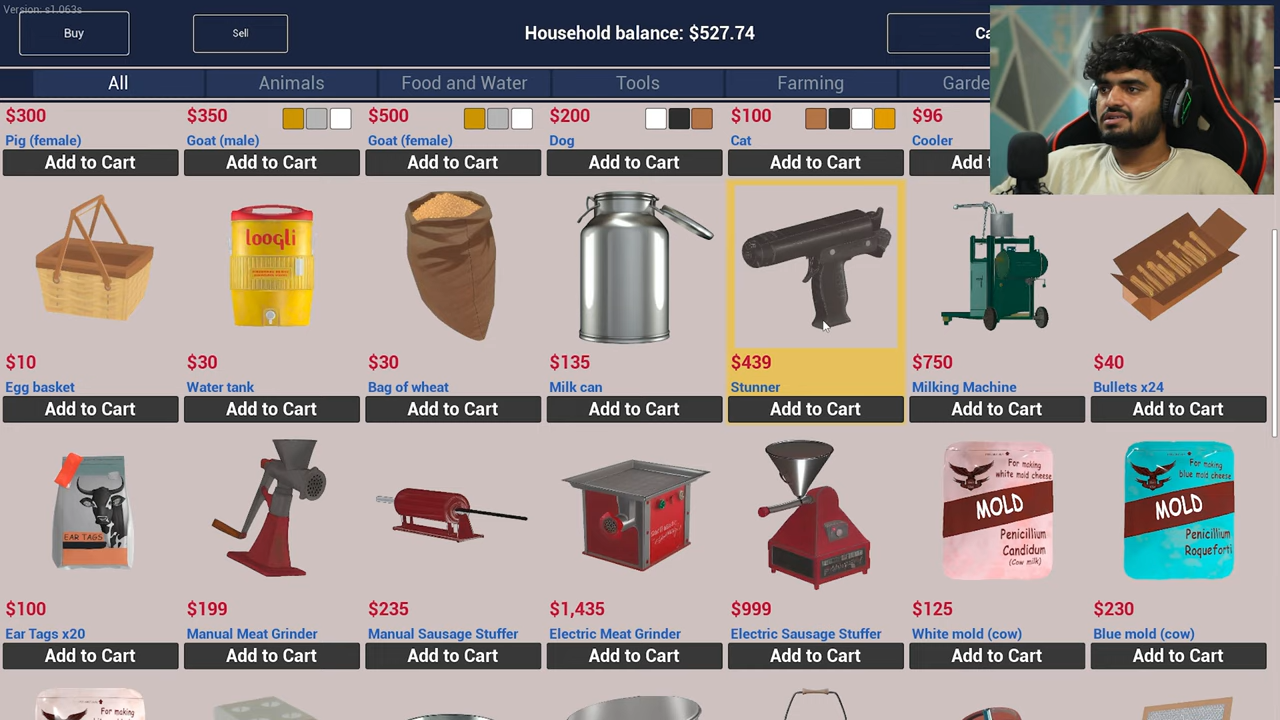 Version: s1.063s
Buy
Sell
Household balance: $527.74
Ca
All
Animals
Food and Water
Tools
Farming
Garde
$300
$350
$500
$200
$100
$96
Pig (female)
Goat (male)
Goat (female)
Dog
Cat
Cooler
Add to Cart
Add to Cart
Add to Cart
Add to Cart
Add to Cart
Add t
loogli
$10
$30
$30
$135
$439
$750
$40
Egg basket
Water tank
Bag of wheat
Milk can
Stunner
Milking Machine
Bullets x24
Add to Cart
Add to Cart
Add to Cart
Add to Cart
Add to Cart
Add to Cart
Add to Cart
EAR TAGS
For making
white mold cheese
MOLD
Penicillium
Candidum
(Cow milk)
For making
blue mold cheese
MOLD
Penicillium
Roqueforti
$100
$199
$235
$1,435
$999
$125
$230
Ear Tags x20
Manual Meat Grinder
Manual Sausage Stuffer
Electric Meat Grinder
Electric Sausage Stuffer
White mold (cow)
Blue mold (cow)
Add to Cart
Add to Cart
Add to Cart
Add to Cart
Add to Cart
Add to Cart
Add to Cart
For making